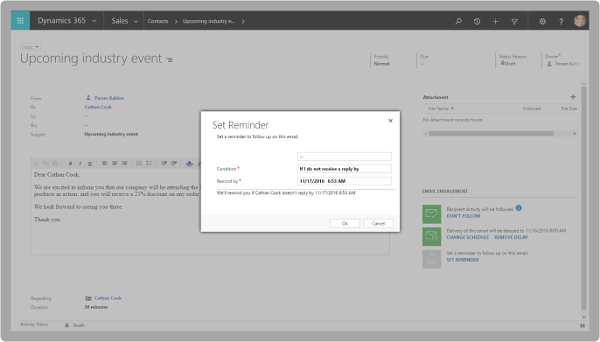 Dynamics 365
Sales
Contacts
Upcoming industry e...
EMAIL
Upcoming industry event
Priority
Normal
Due
--
Status Reason
Draft
Owner*
From
To
Cathan Cook
Cc
--
Bcc
--
Subject
Upcoming industry event
Dear Cathan Cook,
We are excited to inform you that our company will be attending the
products in action, and you will receive a 25% discount on any order
We look forward to seeing you there.
Thank you.
Regarding
Cathan Cook
Duration
30 minutes
Activity Status
Draft
Set Reminder
Set a reminder to follow up on this email.
--
Condition *
If I do not receive a reply by
Remind by *
11/17/2016 6:53 AM
We'll remind you if Cathan Cook doesn't reply by 11/17/2016 6:53 AM.
Ok
Cancel
Attachment
File Name
Followed
File Size
No Attachment records found.
EMAIL ENGAGEMENT
Recipient Activity will be followed.
DON'T FOLLOW
Delivery of this email will be delayed to 11/16/2016 8:00 AM
CHANGE SCHEDULE
REMOVE DELAY
Set a reminder to follow up on this email.
SET REMINDER